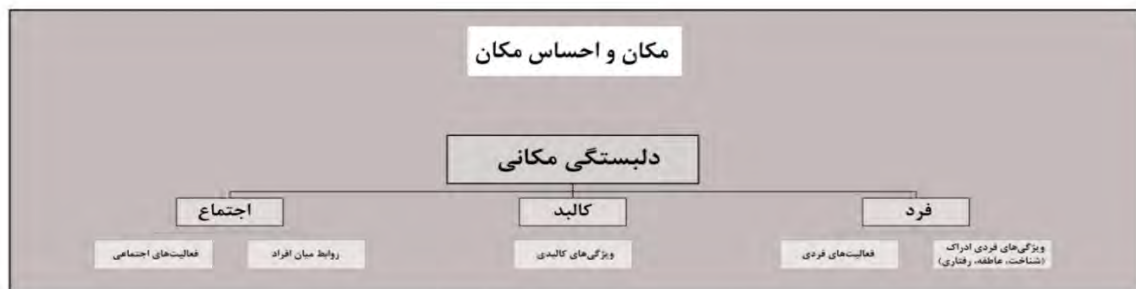 مکان و احساس مکان
دلبستگی مکانی
فرد
کالبد
اجتماع
ویژگی‌های فردی ادراک
(شناخت، عاطفه، رفتاری)
فعالیت‌های فردی
ویژگی‌های کالبدی
روابط میان افراد
فعالیت‌های اجتماعی